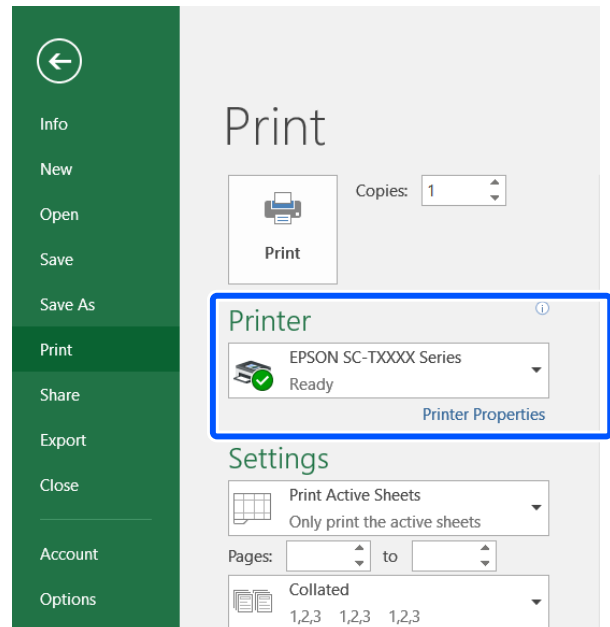 Info
New
Open
Save
Save As
Print
Share
Export
Close
Account
Options
Print
Copies: 1
Print
Printer
EPSON SC-TXXXX Series
Ready
Printer Properties
Settings
Print Active Sheets
Only print the active sheets
Pages: to
Collated
1,2,3 1,2,3 1,2,3